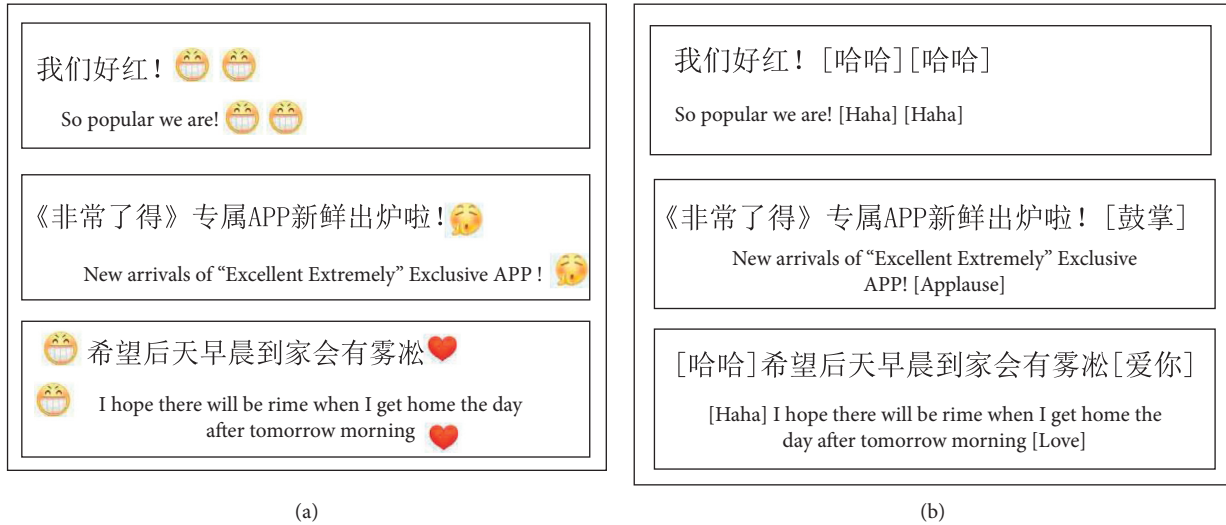 我们好红！
So popular we are!
《非常了得》专属APP新鲜出炉啦！
New arrivals of “Excellent Extremely” Exclusive APP !
希望后天早晨到家会有雾凇
I hope there will be rime when I get home the day
after tomorrow morning
(a)
我们好红！[哈哈][哈哈]
So popular we are! [Haha] [Haha]
《非常了得》专属APP新鲜出炉啦！[鼓掌]
New arrivals of “Excellent Extremely” Exclusive
APP! [Applause]
[哈哈]希望后天早晨到家会有雾凇[爱你]
[Haha] I hope there will be rime when I get home the
day after tomorrow morning [Love]
(b)